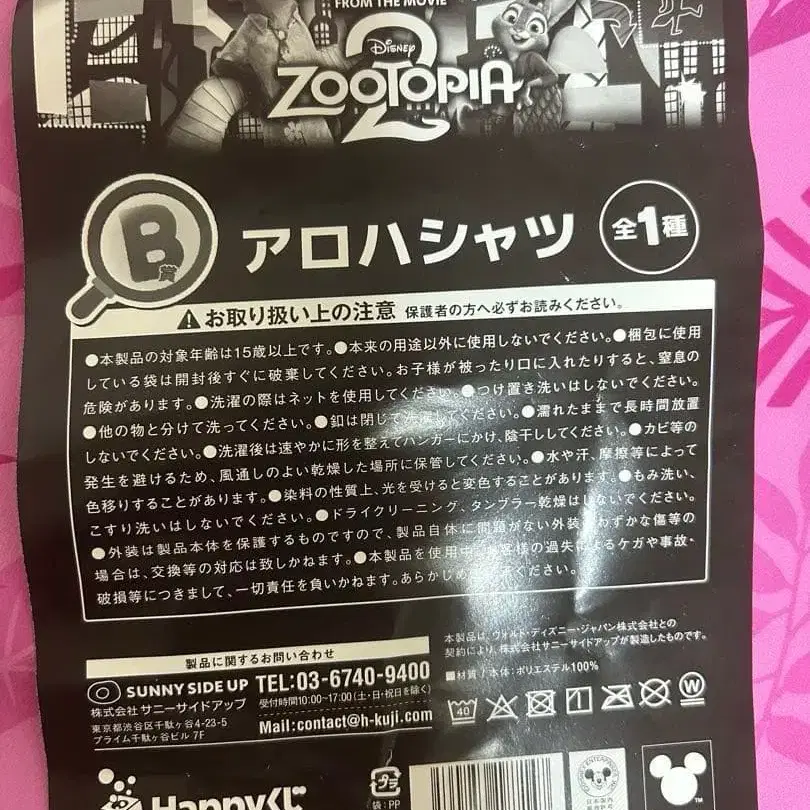 FROM THE MOVIE
Disney
ZOOTOPIA
2
B
賞
アロハシャツ
全1種
お取り扱い上の注意 保護者の方へ必ずお読みください。
●本製品の対象年齢は15歳以上です。●本来の用途以外に使用しないでください。●梱包に使用
している袋は開封後すぐに破棄してください。お子様が被ったり口に入れたりすると、窒息の
危険があります。●洗濯の際はネットを使用してください。●つけ置き洗いはしないでください。
●他の物と分けて洗ってください。●釦は閉じて洗濯してください。●濡れたままで長時間放置
しないでください。●洗濯後は速やかに形を整えてハンガーにかけ、陰干ししてください。●カビ等の
発生を避けるため、風通しのよい乾燥した場所に保管してください。●水や汗、摩擦等によって
色移りすることがあります。●染料の性質上、光を受けると変色することがあります。●もみ洗い、
こすり洗いはしないでください。●ドライクリーニング、タンブラー乾燥はしないでください。
●外装は製品本体を保護するものですので、製品自体に問題がない外装のわずかな傷等の
場合は、交換等の対応は致しかねます。●本製品を使用中、お客様の過失によるケガや事故・
破損等につきまして、一切責任を負いかねます。あらかじめ ください。
本製品は、ウォルト・ディズニー・ジャパン株式会社との
契約により、株式会社サニーサイドアップが製造したものです。
■材質/本体:ポリエステル100%
40
W
製品に関するお問い合わせ
SUNNY SIDE UP
株式会社サニーサイドアップ
東京都渋谷区千駄ヶ谷4-23-5
プライム千駄ヶ谷ビル 7F
TEL:03-6740-9400
受付時間10:00~17:00(土・日・祝日を除く)
Mail:contact@h-kuji.com
Happyくじ
プラ
袋:PP
TM